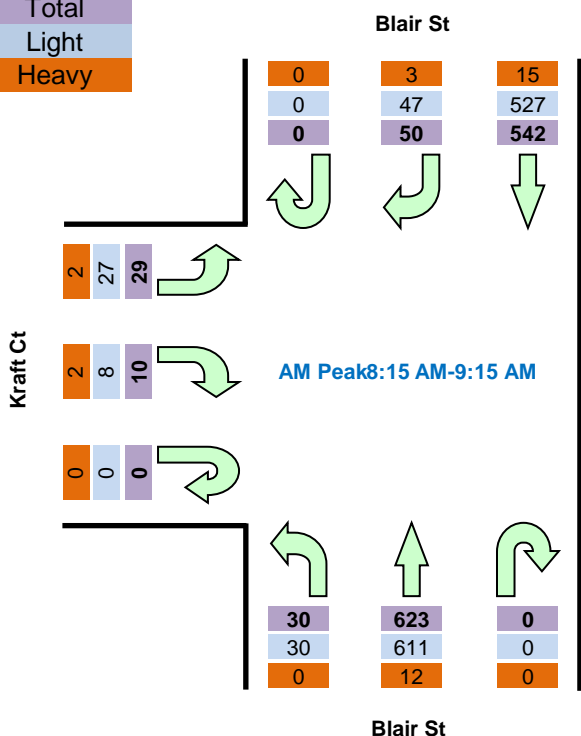 Total
Light
Heavy
Blair St
0 3 15
0 47 527
0 50 542
2 27 29
Kraft Ct
2 8 10
AM Peak8:15 AM-9:15 AM
0 0 0
30 623 0
30 611 0
0 12 0
Blair St